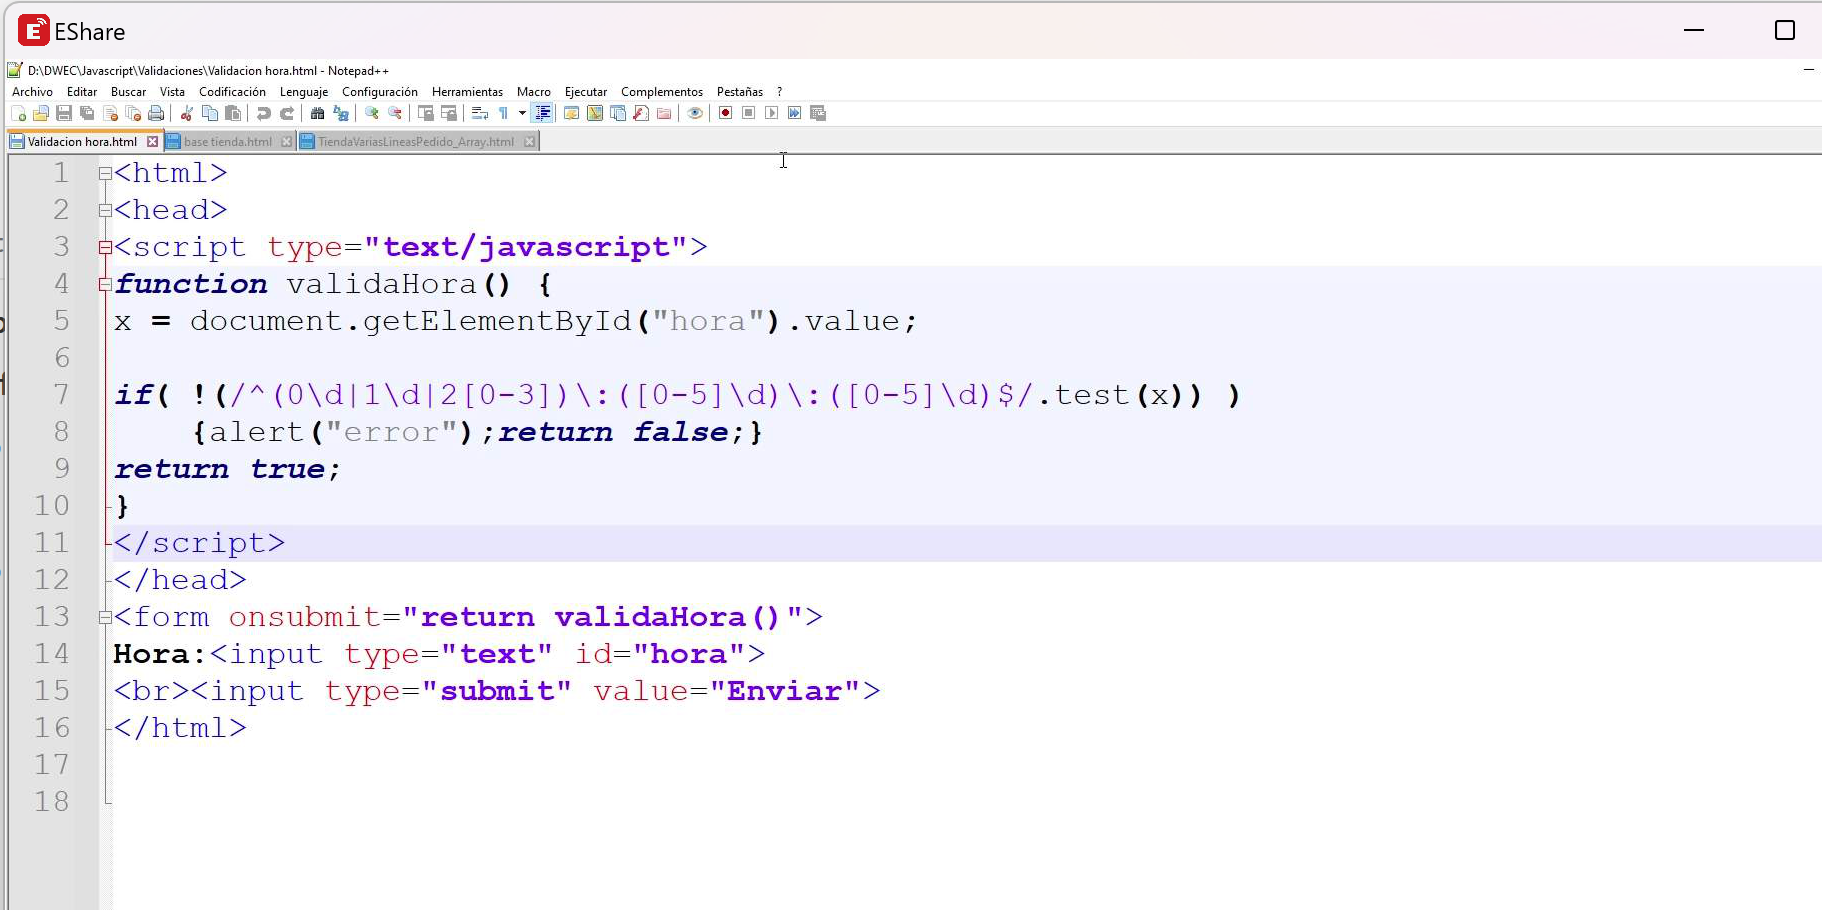 EShare
D:\DWEC\Javascript\Validaciones\Validacion hora.html - Notepad++
Archivo Editar Buscar Vista Codificación Lenguaje Configuración Herramientas Macro Ejecutar Complementos Pestañas ?
Validacion hora.html base tienda.html TiendaVariasLineasPedido_Array.html
1 <html>
2 <head>
3 <script type="text/javascript">
4 function validaHora() {
5 x = document.getElementById("hora").value;
6
7 if( !(/^(0\d|1\d|2[0-3])\:([0-5]\d)\:([0-5]\d)$/.test(x)) )
8 {alert("error");return false;}
9 return true;
10 }
11 </script>
12 </head>
13 <form onsubmit="return validaHora()">
14 Hora:<input type="text" id="hora">
15 <br><input type="submit" value="Enviar">
16 </html>
17
18